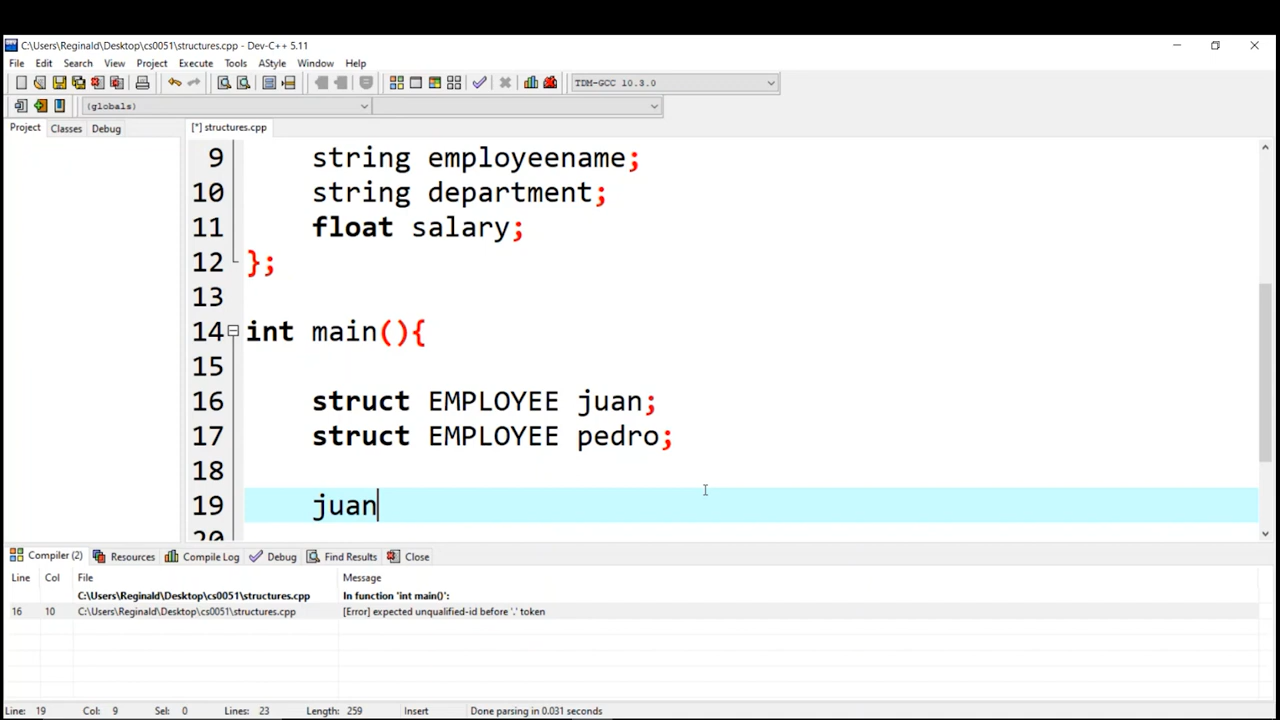 C:\Users\Reginald\Desktop\cs0051\structures.cpp - Dev-C++ 5.11
File Edit Search View Project Execute Tools AStyle Window Help
TDM-GCC 10.3.0
(globals)
Project Classes Debug
[*] structures.cpp
9 string employeename;
10 string department;
11 float salary;
12 };
13
14 int main(){
15
16 struct EMPLOYEE juan;
17 struct EMPLOYEE pedro;
18
19 juan
20
Compiler (2) Resources Compile Log Debug Find Results Close
Line Col File Message
C:\Users\Reginald\Desktop\cs0051\structures.cpp In function 'int main()':
16 10 C:\Users\Reginald\Desktop\cs0051\structures.cpp [Error] expected unqualified-id before '.' token
Line: 19 Col: 9 Sel: 0 Lines: 23 Length: 259 Insert Done parsing in 0.031 seconds